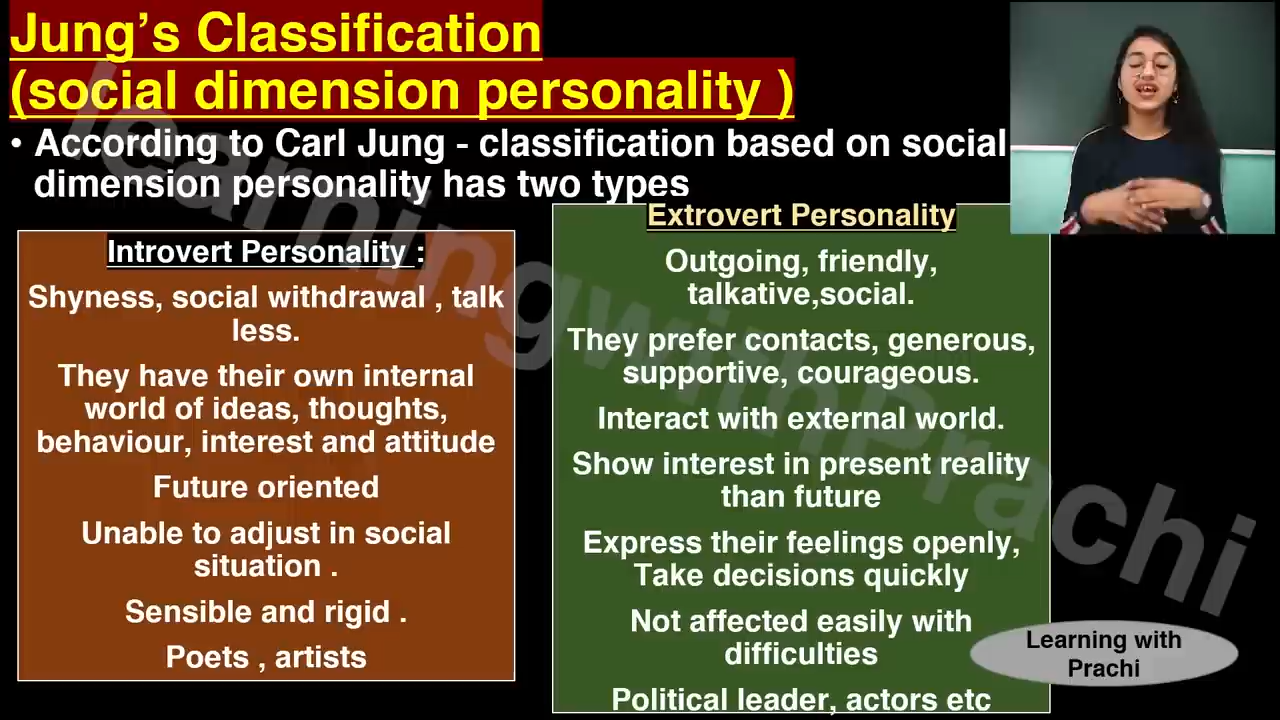 Jung’s Classification
(social dimension personality )
• According to Carl Jung - classification based on social
dimension personality has two types
Introvert Personality :
Shyness, social withdrawal , talk
less.
They have their own internal
world of ideas, thoughts,
behaviour, interest and attitude
Future oriented
Unable to adjust in social
situation .
Sensible and rigid .
Poets , artists
Extrovert Personality
Outgoing, friendly,
talkative,social.
They prefer contacts, generous,
supportive, courageous.
Interact with external world.
Show interest in present reality
than future
Express their feelings openly,
Take decisions quickly
Not affected easily with
difficulties
Political leader, actors etc
Learning with
Prachi
learningwithPrachi